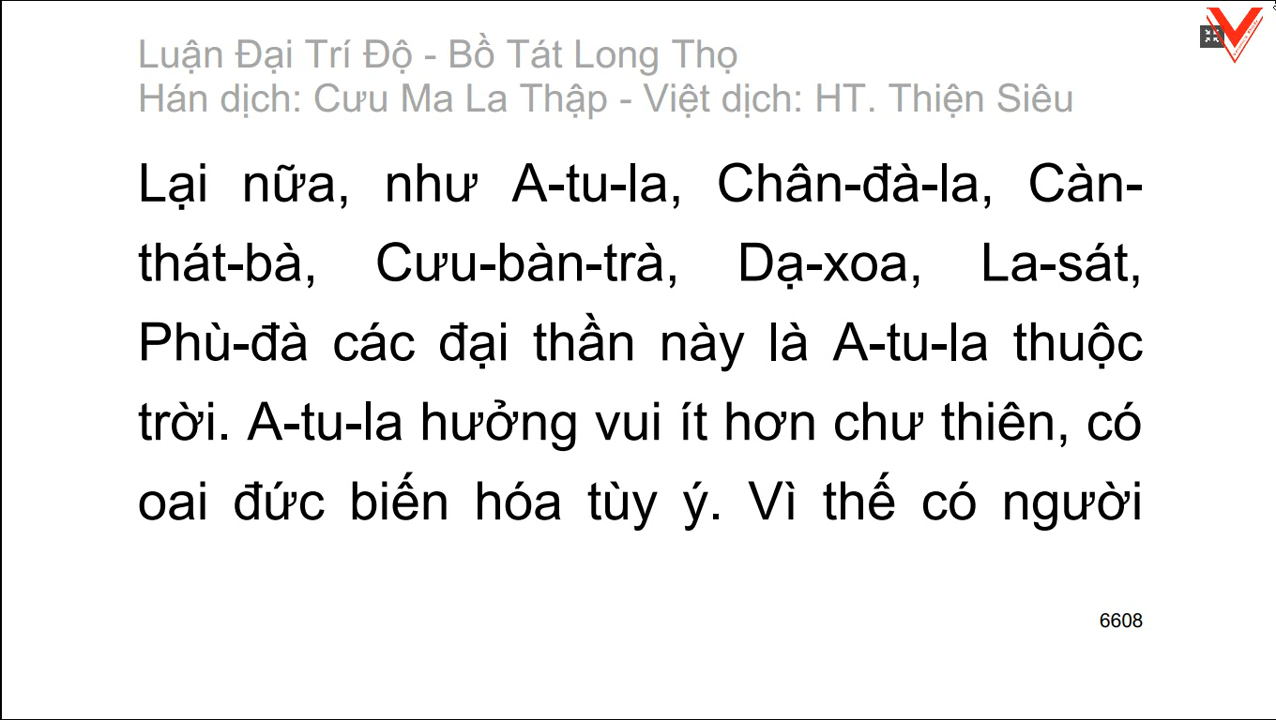 Luận Đại Trí Độ - Bồ Tát Long Thọ
Hán dịch: Cưu Ma La Thập - Việt dịch: HT. Thiện Siêu
Lại nữa, như A-tu-la, Chân-đà-la, Càn-
thát-bà, Cưu-bàn-trà, Dạ-xoa, La-sát,
Phù-đà các đại thần này là A-tu-la thuộc
trời. A-tu-la hưởng vui ít hơn chư thiên, có
oai đức biến hóa tùy ý. Vì thế có người
6608